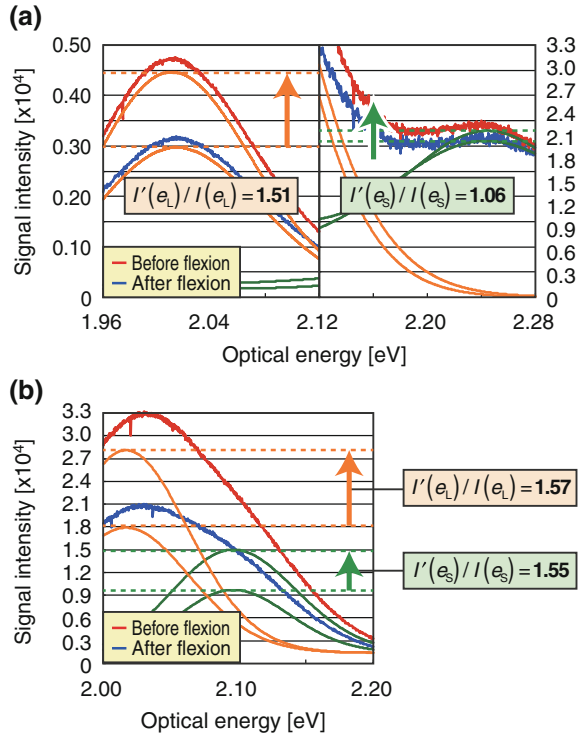 (a)
Signal intensity [x10⁴]
0.50
0.40
0.30
0.20
0.10
0
3.3
3.0
2.7
2.4
2.1
1.8
1.5
1.2
0.9
0.6
0.3
0
I′(eL) / I(eL) = 1.51
I′(eS) / I(eS) = 1.06
Before flexion
After flexion
1.96 2.04 2.12 2.20 2.28
Optical energy [eV]
(b)
Signal intensity [x10⁴]
3.3
3.0
2.7
2.4
2.1
1.8
1.5
1.2
0.9
0.6
0.3
0
I′(eL) / I(eL) = 1.57
I′(eS) / I(eS) = 1.55
Before flexion
After flexion
2.00 2.10 2.20
Optical energy [eV]